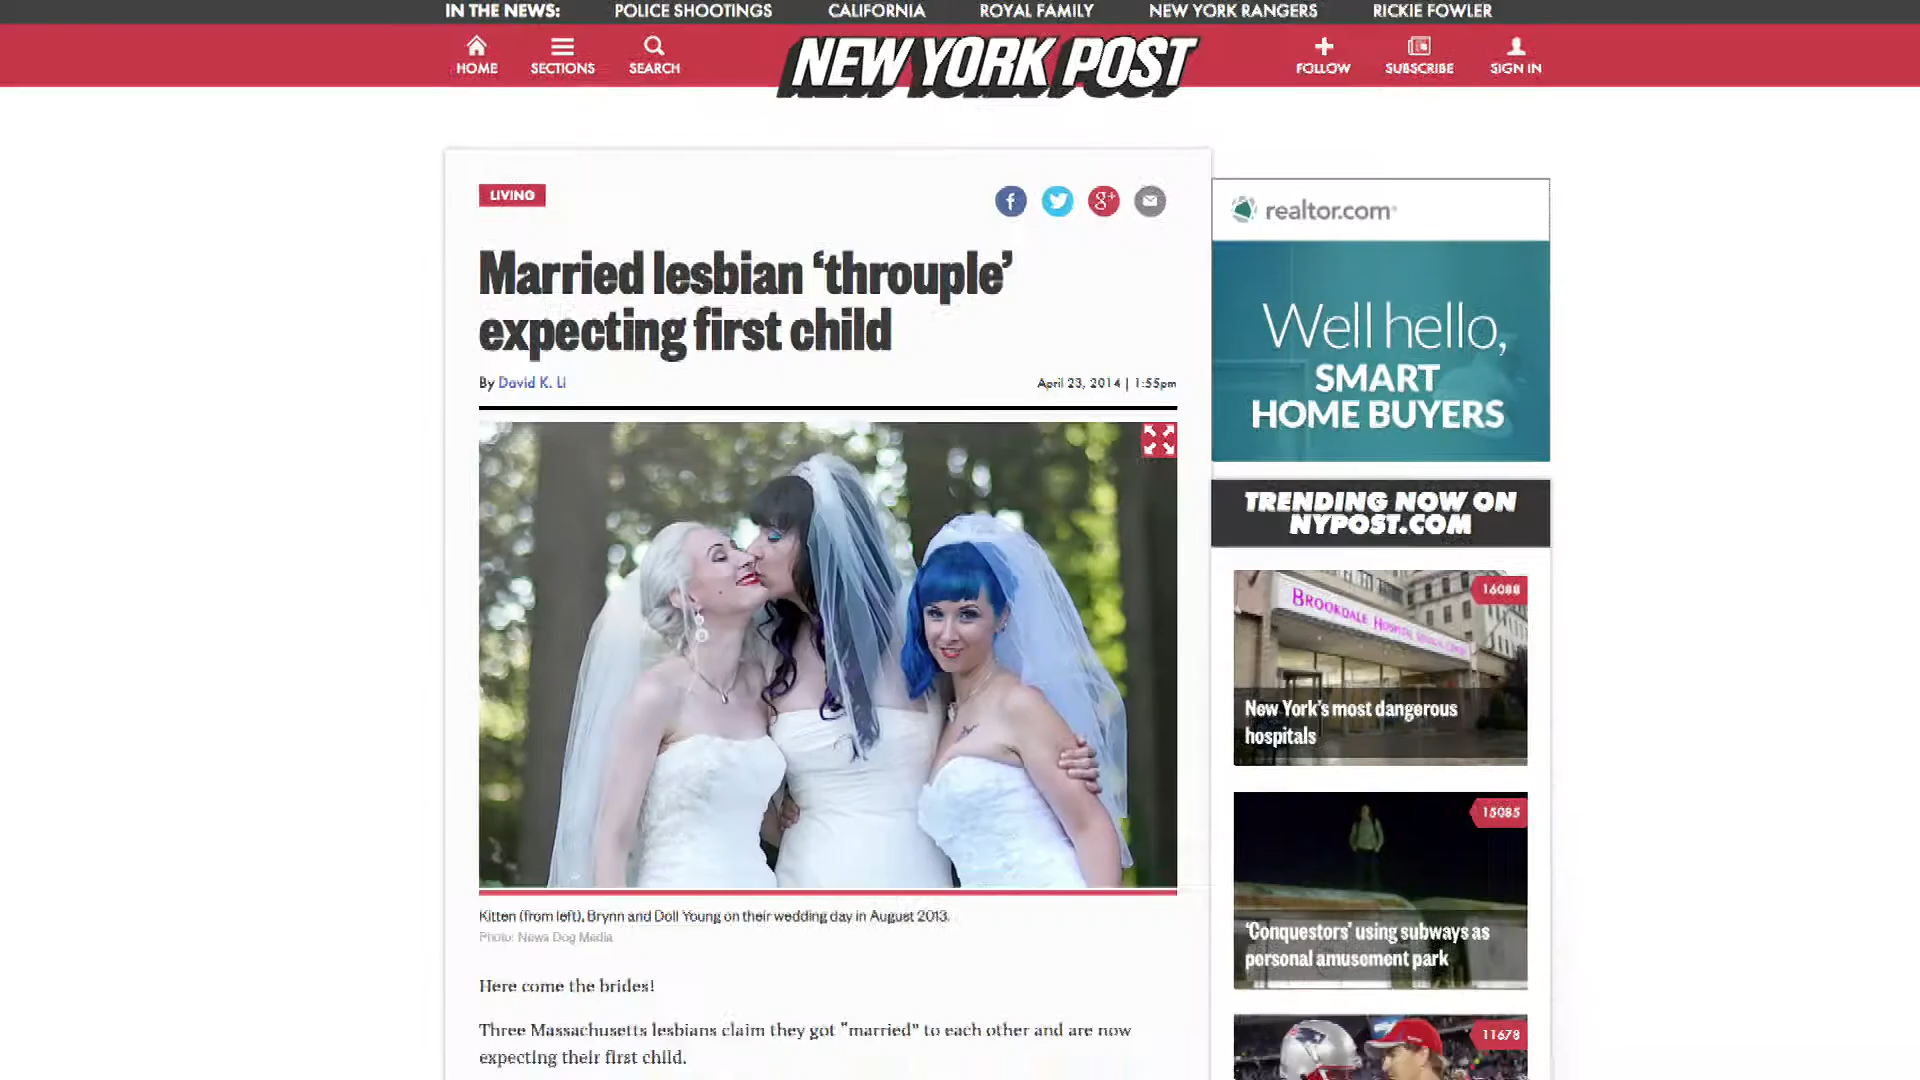 IN THE NEWS: POLICE SHOOTINGS CALIFORNIA ROYAL FAMILY NEW YORK RANGERS RICKIE FOWLER
HOME SECTIONS SEARCH NEW YORK POST FOLLOW SUBSCRIBE SIGN IN
LIVING
Married lesbian ‘throuple’
expecting first child
By David K. Li
April 23, 2014 | 1:55pm
Kitten (from left), Brynn and Doll Young on their wedding day in August 2013.
Photo: News Dog Media
Here come the brides!
Three Massachusetts lesbians claim they got "married" to each other and are now
expecting their first child.
realtor.com
Well hello,
SMART
HOME BUYERS
TRENDING NOW ON
NYPOST.COM
16088
BROOKDALE HOSPITAL
New York's most dangerous
hospitals
15085
‘Conquestors’ using subways as
personal amusement park
11678